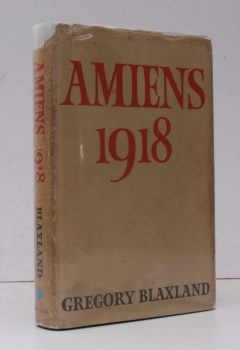 AMIENS
1918
GREGORY BLAXLAND
AMIENS 1918
BLAXLAND